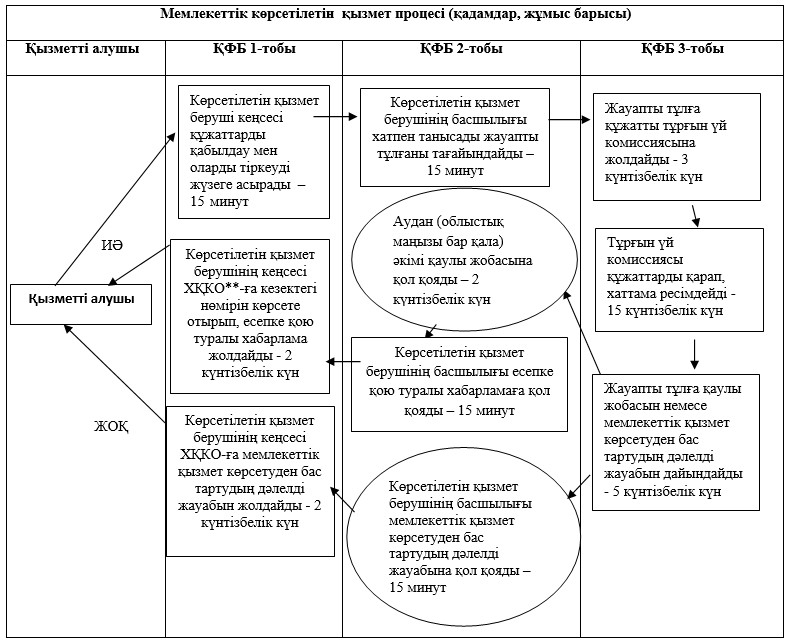 Мемлекеттік көрсетілетін қызмет процесі (қадамдар, жұмыс барысы)
Қызметті алушы
ҚФБ 1-тобы
ҚФБ 2-тобы
ҚФБ 3-тобы
Көрсетілетін қызмет
беруші кеңсесі
құжаттарды
қабылдау мен
оларды тіркеуді
жүзеге асырады –
15 минут
Көрсетілетін қызмет
берушінің басшылығы
хатпен танысады жауапты
тұлғаны тағайындайды –
15 минут
Жауапты тұлға
құжатты тұрғын үй
комиссиясына
жолдайды - 3
күнтізбелік күн
Аудан (облыстық
маңызы бар қала)
әкімі қаулы жобасына
қол қояды – 2
күнтізбелік күн
Тұрғын үй
комиссиясы
құжаттарды қарап,
хаттама ресімдейді -
15 күнтізбелік күн
ИӘ
Қызметті алушы
Көрсетілетін қызмет
берушінің кеңсесі
ХҚКО**-ға кезектегі
нөмірін көрсете
отырып, есепке қою
туралы хабарлама
жолдайды - 2
күнтізбелік күн
Көрсетілетін қызмет
берушінің басшылығы есепке
қою туралы хабарламаға қол
қояды – 15 минут
Жауапты тұлға қаулы
жобасын немесе
мемлекеттік қызмет
көрсетуден бас
тартудың дәлелді
жауабын дайындайды
- 5 күнтізбелік күн
ЖОҚ
Көрсетілетін қызмет
берушінің кеңсесі
ХҚКО-ға мемлекеттік
қызмет көрсетуден бас
тартудың дәлелді
жауабын жолдайды - 2
күнтізбелік күн
Көрсетілетін қызмет
берушінің басшылығы
мемлекеттік қызмет
көрсетуден бас
тартудың дәлелді
жауабына қол қояды –
15 минут